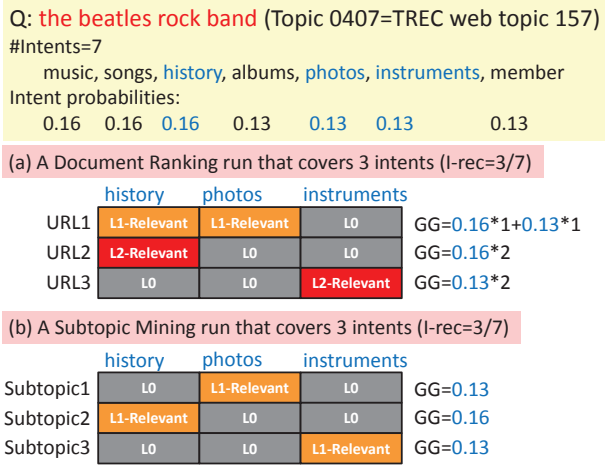 Q: the beatles rock band (Topic 0407=TREC web topic 157)
#Intents=7
music, songs, history, albums, photos, instruments, member
Intent probabilities:
0.16 0.16 0.16 0.13 0.13 0.13 0.13
(a) A Document Ranking run that covers 3 intents (I-rec=3/7)
history photos instruments
URL1 L1-Relevant L1-Relevant L0 GG=0.16*1+0.13*1
URL2 L2-Relevant L0 L0 GG=0.16*2
URL3 L0 L0 L2-Relevant GG=0.13*2
(b) A Subtopic Mining run that covers 3 intents (I-rec=3/7)
history photos instruments
Subtopic1 L0 L1-Relevant L0 GG=0.13
Subtopic2 L1-Relevant L0 L0 GG=0.16
Subtopic3 L0 L0 L1-Relevant GG=0.13